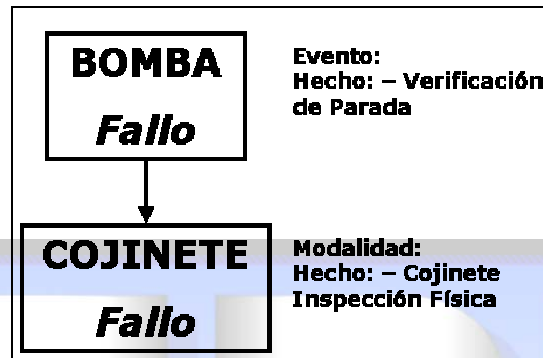 BOMBA
Fallo
Evento:
Hecho: – Verificación
de Parada
COJINETE
Fallo
Modalidad:
Hecho: – Cojinete
Inspección Física